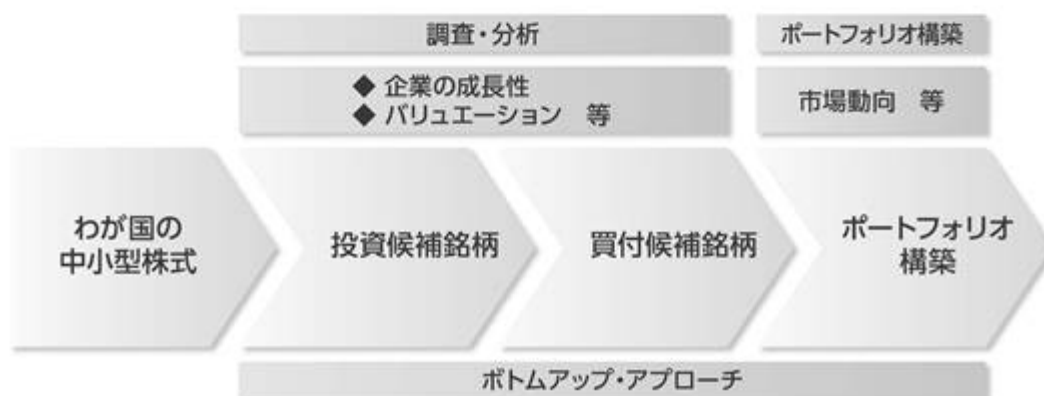 調査・分析
ポートフォリオ構築
◆ 企業の成長性
◆ バリュエーション 等
市場動向 等
わが国の
中小型株式
投資候補銘柄
買付候補銘柄
ポートフォリオ
構築
ボトムアップ・アプローチ